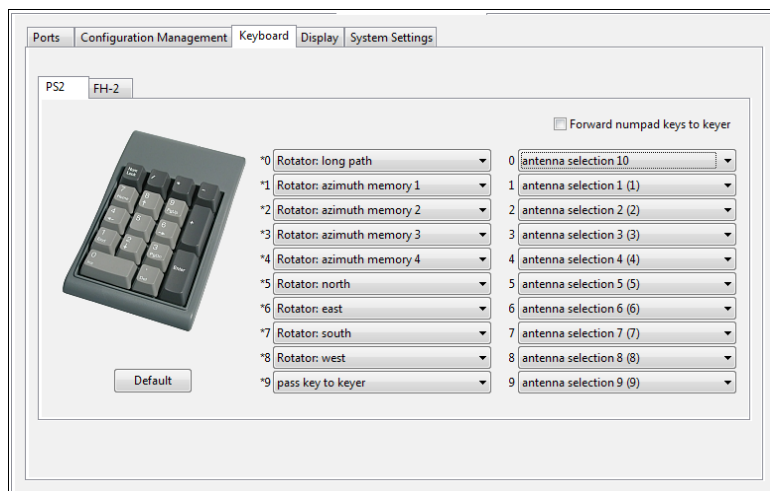 Ports Configuration Management Keyboard Display System Settings
PS2 FH-2
Forward numpad keys to keyer
*0 Rotator: long path 0 antenna selection 10
*1 Rotator: azimuth memory 1 1 antenna selection 1 (1)
*2 Rotator: azimuth memory 2 2 antenna selection 2 (2)
*3 Rotator: azimuth memory 3 3 antenna selection 3 (3)
*4 Rotator: azimuth memory 4 4 antenna selection 4 (4)
*5 Rotator: north 5 antenna selection 5 (5)
*6 Rotator: east 6 antenna selection 6 (6)
*7 Rotator: south 7 antenna selection 7 (7)
*8 Rotator: west 8 antenna selection 8 (8)
*9 pass key to keyer 9 antenna selection 9 (9)
Default